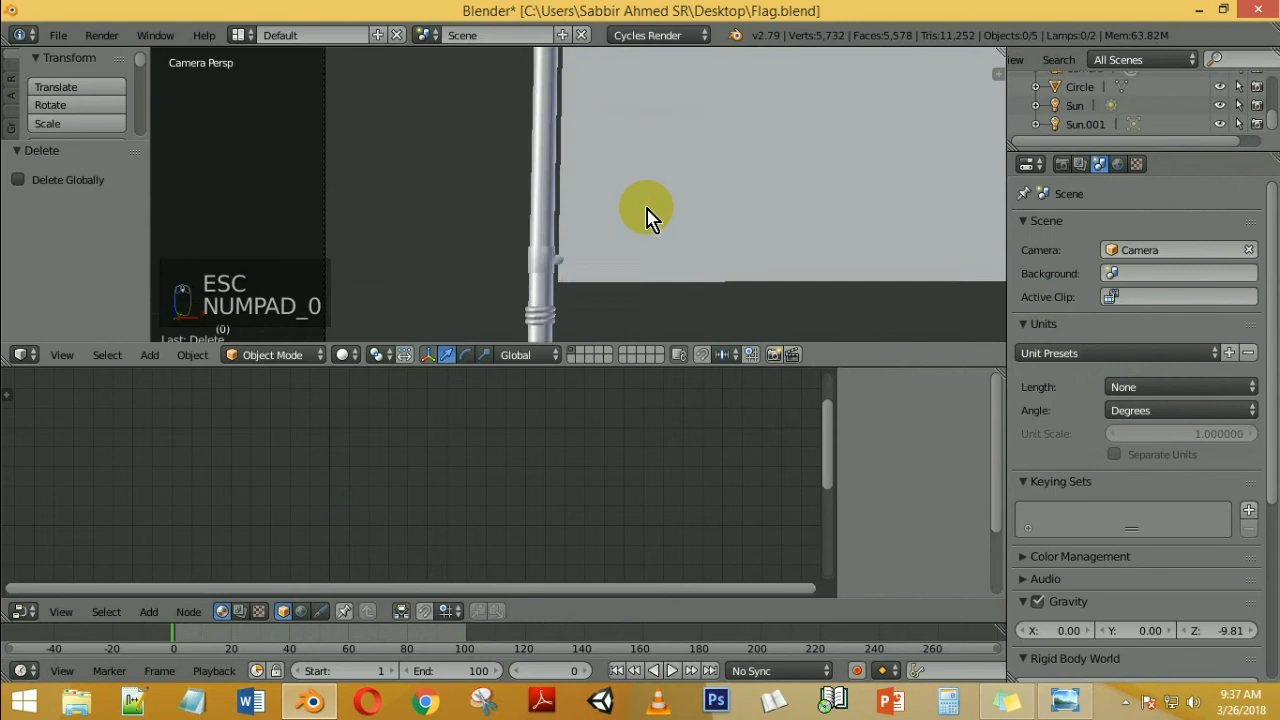 Blender* [C:\Users\Sabbir Ahmed SR\Desktop\Flag.blend]
File Render Window Help Default Scene Cycles Render v2.79 | Verts:5,732 | Faces:5,578 | Tris:11,252 | Objects:0/5 | Lamps:0/2 | Mem:63.82M
Transform
Translate
Rotate
Scale
Delete
Delete Globally
R
A
Gr
Camera Persp
ESC
NUMPAD_0
(0)
Last: Delete
View Select Add Object Object Mode Global
View Select Add Node
-40 -20 0 20 40 60 80 100 120 140 160 180 200 220 240 260
View Marker Frame Playback Start: 1 End: 100 0 No Sync
iew Search All Scenes
Circle
Sun
Sun.001
Scene
Scene
Camera: Camera
Background:
Active Clip:
Units
Unit Presets
Length: None
Angle: Degrees
Unit Scale: 1.000000
Separate Units
Keying Sets
Color Management
Audio
Gravity
X: 0.00 Y: 0.00 Z: -9.81
Rigid Body World
W
Ps
P
9:37 AM
3/26/2018